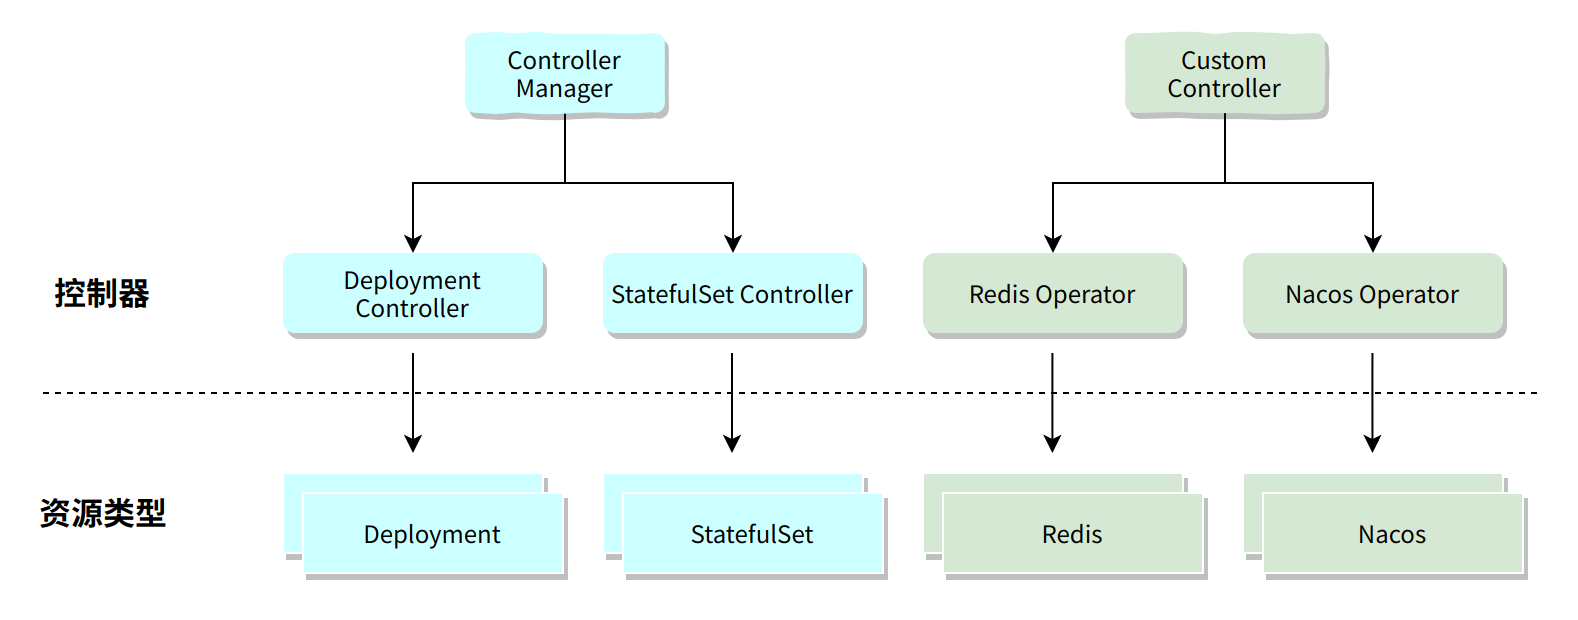 Controller
Manager
Custom
Controller
控制器
Deployment
Controller
StatefulSet Controller
Redis Operator
Nacos Operator
资源类型
Deployment
StatefulSet
Redis
Nacos